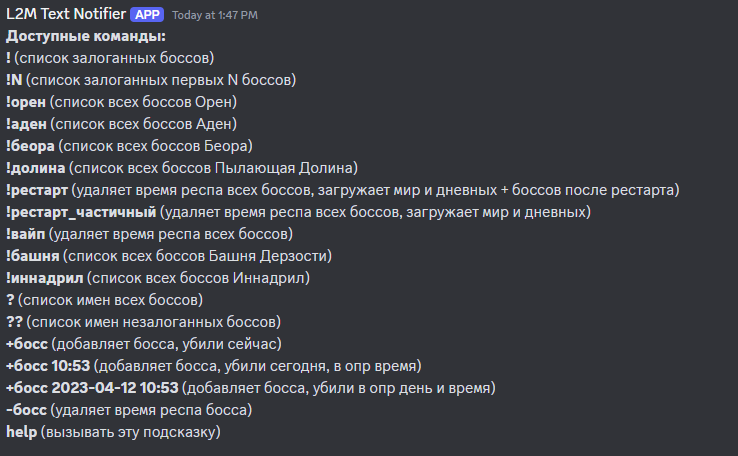 L2M Text Notifier APP Today at 1:47 PM
Доступные команды:
! (список залоганных боссов)
!N (список залоганных первых N боссов)
!орен (список всех боссов Орен)
!аден (список всех боссов Аден)
!беора (список всех боссов Беора)
!долина (список всех боссов Пылающая Долина)
!рестарт (удаляет время респа всех боссов, загружает мир и дневных + боссов после рестарта)
!рестарт_частичный (удаляет время респа всех боссов, загружает мир и дневных)
!вайп (удаляет время респа всех боссов)
!башня (список всех боссов Башня Дерзости)
!иннадрил (список всех боссов Иннадрил)
? (список имен всех боссов)
?? (список имен незалоганных боссов)
+босс (добавляет босса, убили сейчас)
+босс 10:53 (добавляет босса, убили сегодня, в опр время)
+босс 2023-04-12 10:53 (добавляет босса, убили в опр день и время)
-босс (удаляет время респа босса)
help (вызывать эту подсказку)